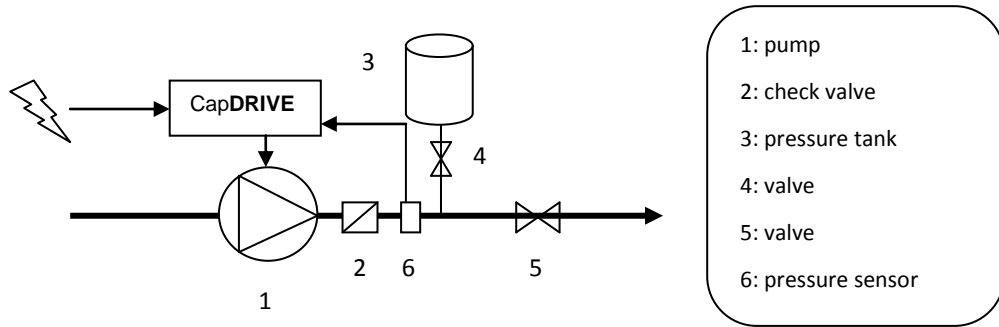 3
CapDRIVE
4
2
6
5
1
1: pump
2: check valve
3: pressure tank
4: valve
5: valve
6: pressure sensor